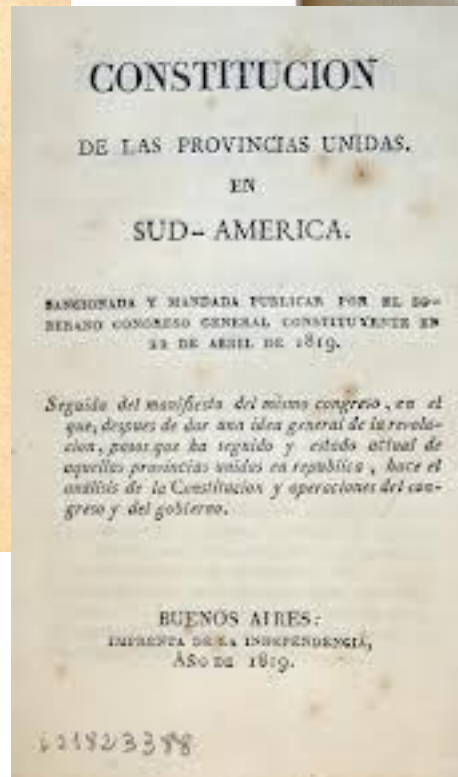 CONSTITUCION
DE LAS PROVINCIAS UNIDAS.
EN
SUD-AMERICA.
SANCIONADA Y MANDADA PUBLICAR POR EL SO-
BERANO CONGRESO GENERAL CONSTITUYENTE EN
22 DE ABRIL DE 1819.
Seguida del manifiesto del mismo congreso, en el
que, despues de dar una idea general de la revolu-
cion, pasos que ha seguido y estado actual de
aquellas provincias unidas en republica, hace el
análisis de la Constitucion y operaciones del con-
greso y del gobierno.
BUENOS AIRES:
IMPRENTA DE LA INDEPENDENCIA,
AÑO DE 1819.